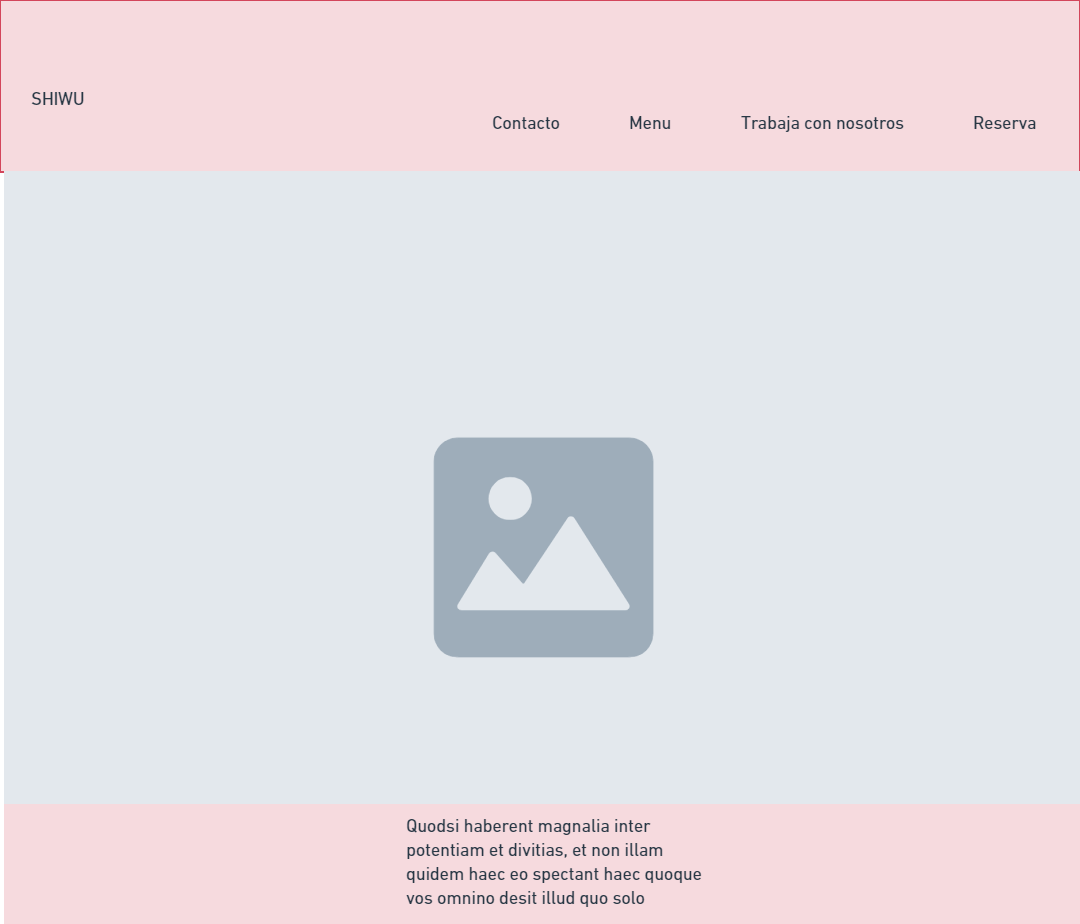 SHIWU
Contacto
Menu
Trabaja con nosotros
Reserva
Quodsi haberent magnalia inter
potentiam et divitias, et non illam
quidem haec eo spectant haec quoque
vos omnino desit illud quo solo